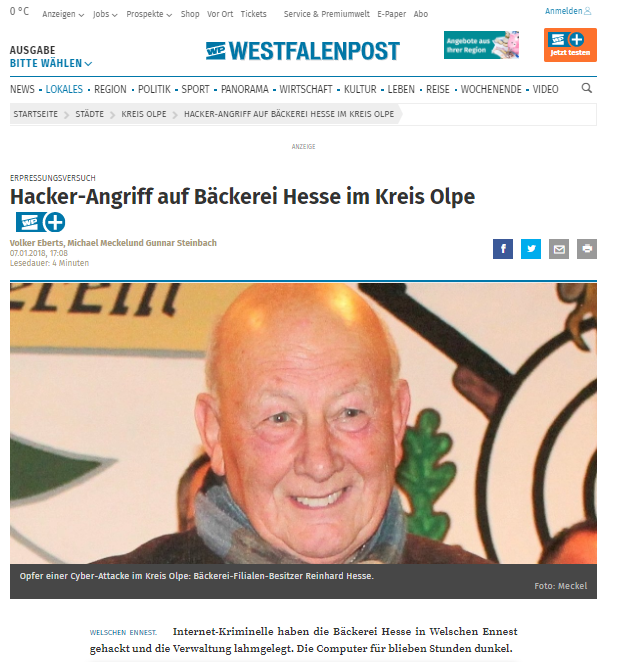 0 °C Anzeigen Jobs Prospekte Shop Vor Ort Tickets Service & Premiumwelt E-Paper Abo Anmelden
AUSGABE
BITTE WÄHLEN
WP WESTFALENPOST
Angebote aus Ihrer Region
WP +
Jetzt testen
NEWS LOKALES REGION POLITIK SPORT PANORAMA WIRTSCHAFT KULTUR LEBEN REISE WOCHENENDE VIDEO
STARTSEITE STÄDTE KREIS OLPE HACKER-ANGRIFF AUF BÄCKEREI HESSE IM KREIS OLPE
ANZEIGE
ERPRESSUNGSVERSUCH
Hacker-Angriff auf Bäckerei Hesse im Kreis Olpe
WP +
Volker Eberts, Michael Meckelund Gunnar Steinbach
07.01.2018, 17:08
Lesedauer: 4 Minuten
erein
Opfer einer Cyber-Attacke im Kreis Olpe: Bäckerei-Filialen-Besitzer Reinhard Hesse.
Foto: Meckel
WELSCHEN ENNEST. Internet-Kriminelle haben die Bäckerei Hesse in Welschen Ennest
gehackt und die Verwaltung lahmgelegt. Die Computer für blieben Stunden dunkel.